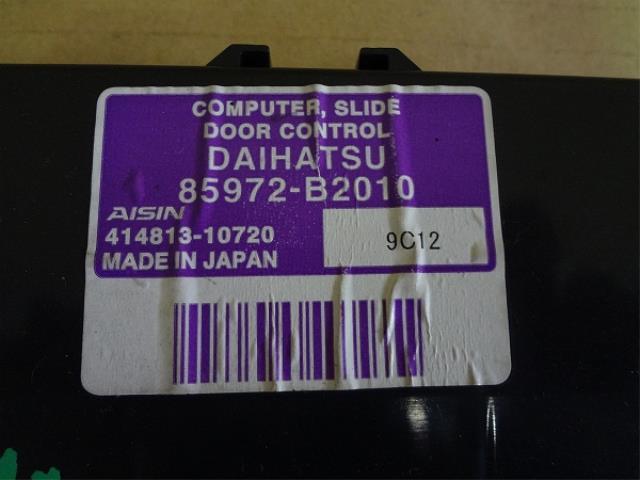 COMPUTER, SLIDE
DOOR CONTROL
DAIHATSU
85972-B2010
AISIN
414813-10720
9C12
MADE IN JAPAN